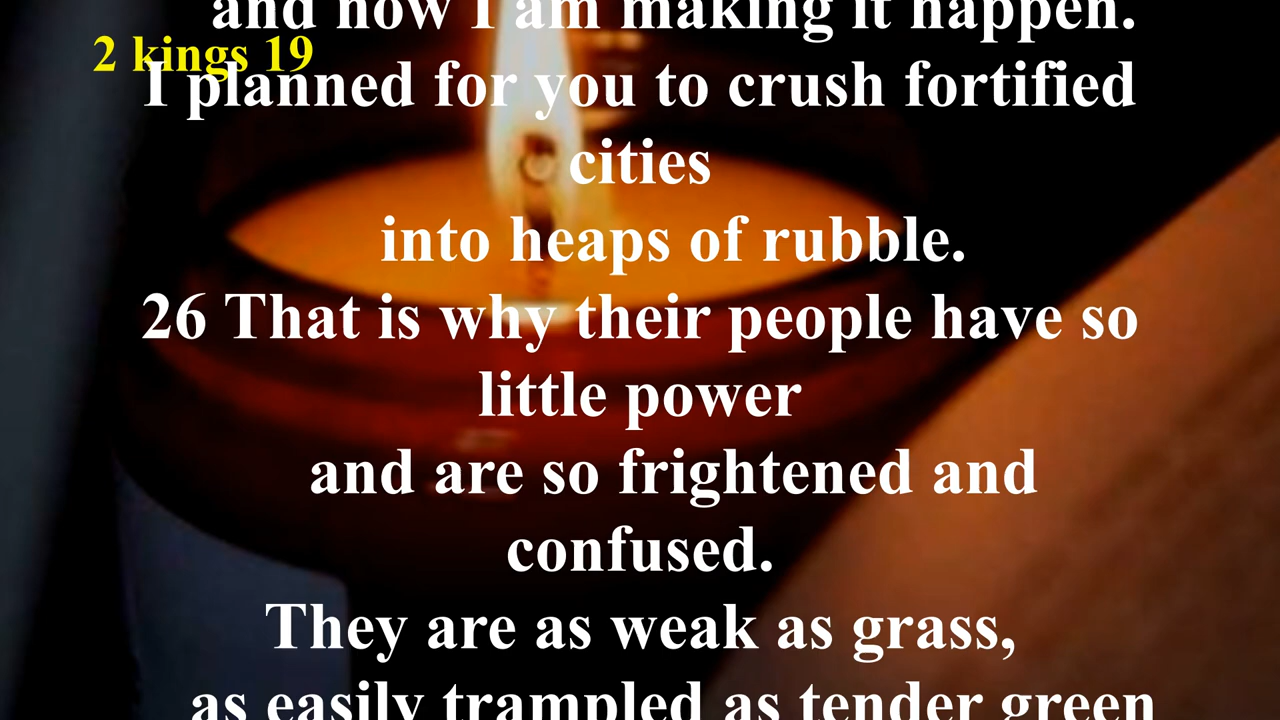 and now I am making it happen.
2 kings 19
I planned for you to crush fortified
cities
into heaps of rubble.
26 That is why their people have so
little power
and are so frightened and
confused.
They are as weak as grass,
as easily trampled as tender green